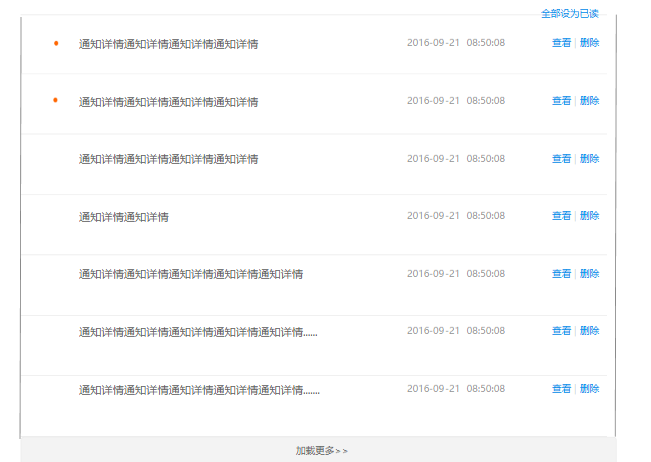 全部设为已读
通知详情通知详情通知详情通知详情 2016-09-21 08:50:08 查看 | 删除
通知详情通知详情通知详情通知详情 2016-09-21 08:50:08 查看 | 删除
通知详情通知详情通知详情通知详情 2016-09-21 08:50:08 查看 | 删除
通知详情通知详情 2016-09-21 08:50:08 查看 | 删除
通知详情通知详情通知详情通知详情通知详情 2016-09-21 08:50:08 查看 | 删除
通知详情通知详情通知详情通知详情通知详情...... 2016-09-21 08:50:08 查看 | 删除
通知详情通知详情通知详情通知详情通知详情....... 2016-09-21 08:50:08 查看 | 删除
加载更多>>